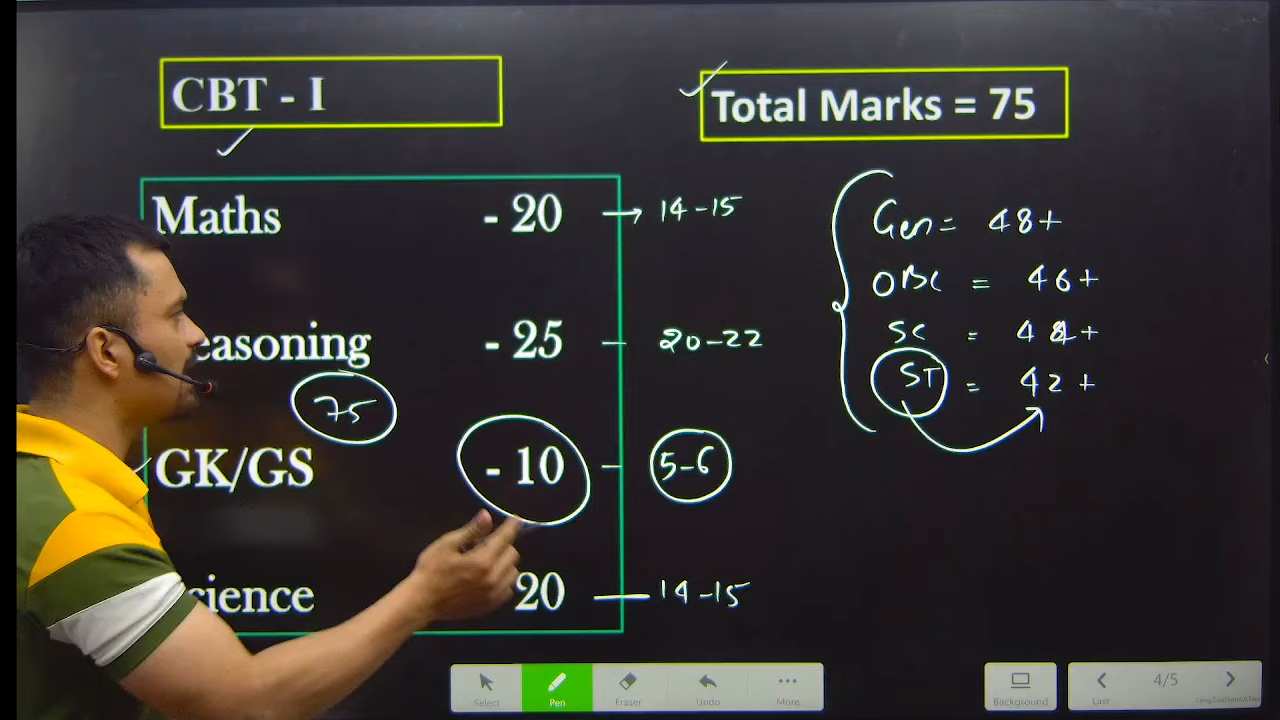 CBT - I
Total Marks = 75
Maths - 20 → 14-15
easoning - 25 - 20-22
75
GK/GS - 10 - 5-6
cience 20 — 14-15
Gen = 48+
OBC = 46+
SC = 44+
ST = 42+
Select
Pen
Eraser
Undo
More
Background
Last
4/5